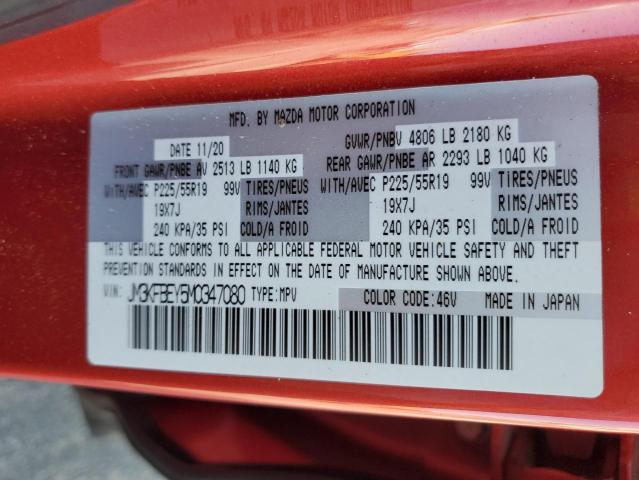 MFD. BY MAZDA MOTOR CORPORATION
DATE 11/20 GVWR/PNBV 4806 LB 2180 KG
FRONT GAWR/PNBE AV 2513 LB 1140 KG REAR GAWR/PNBE AR 2293 LB 1040 KG
WITH/AVEC P225/55R19 99V TIRES/PNEUS WITH/AVEC P225/55R19 99V TIRES/PNEUS
19X7J RIMS/JANTES 19X7J RIMS/JANTES
240 KPA/35 PSI COLD/A FROID 240 KPA/35 PSI COLD/A FROID
THIS VEHICLE CONFORMS TO ALL APPLICABLE FEDERAL MOTOR VEHICLE SAFETY AND THEFT
PREVENTION STANDARDS IN EFFECT ON THE DATE OF MANUFACTURE SHOWN ABOVE.
VIN: JM3KFBEY5M0347080 TYPE:MPV COLOR CODE:46V MADE IN JAPAN